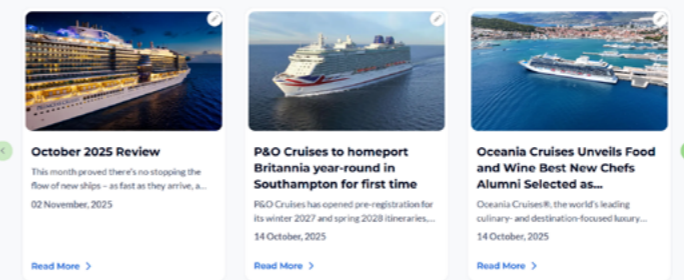 October 2025 Review
This month proved there's no stopping the
flow of new ships – as fast as they arrive, a...
02 November, 2025
Read More
P&O Cruises to homeport
Britannia year-round in
Southampton for first time
P&O Cruises has opened pre-registration for
its winter 2027 and spring 2028 itineraries,...
14 October, 2025
Read More
Oceania Cruises Unveils Food
and Wine Best New Chefs
Alumni Selected as...
Oceania Cruises®, the world's leading
culinary- and destination-focused luxury...
14 October, 2025
Read More